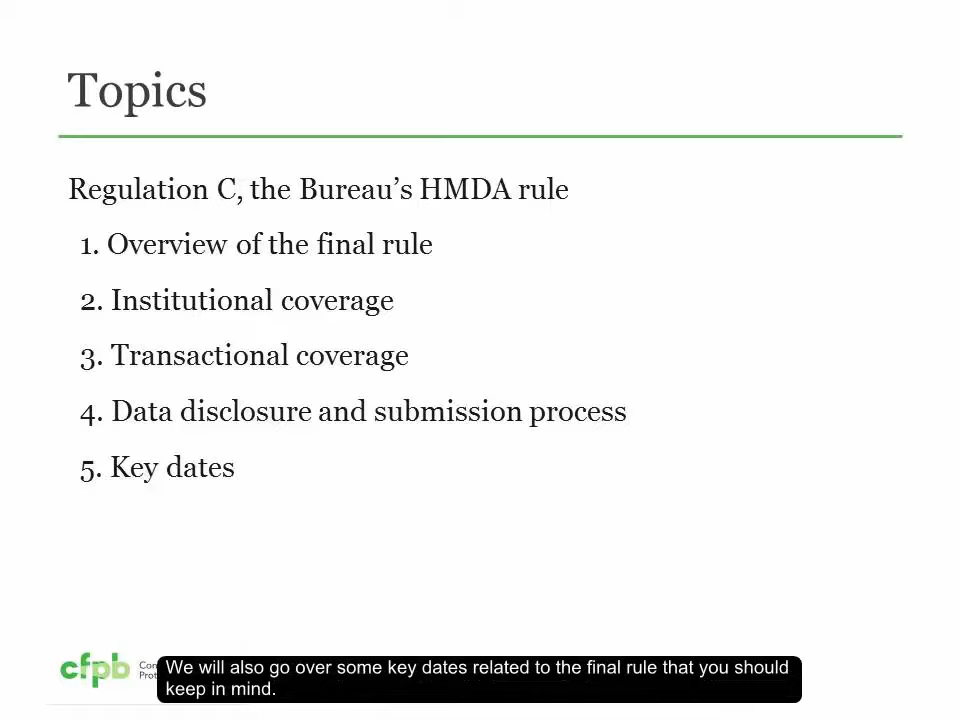 Topics
Regulation C, the Bureau’s HMDA rule
1. Overview of the final rule
2. Institutional coverage
3. Transactional coverage
4. Data disclosure and submission process
5. Key dates
cfpb
We will also go over some key dates related to the final rule that you should
keep in mind.